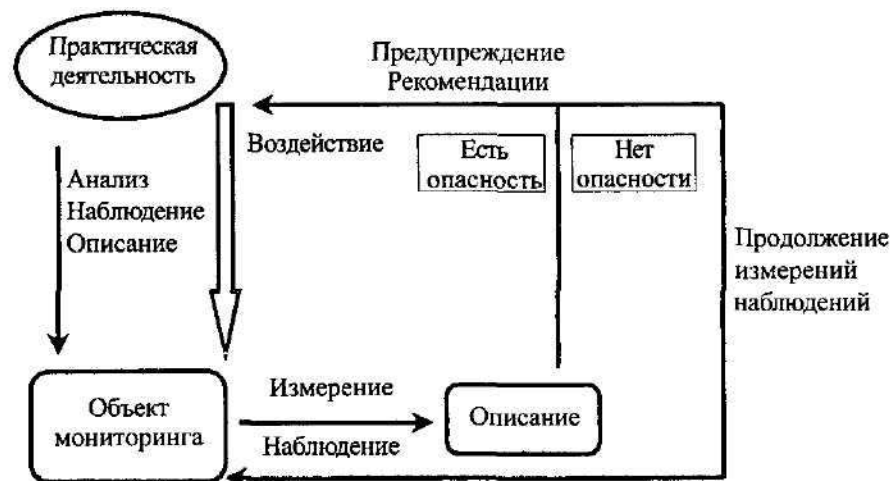 Практическая
деятельность
Предупреждение
Рекомендации
Воздействие
Есть
опасность
Нет
опасности
Анализ
Наблюдение
Описание
Продолжение
измерений
наблюдений
Объект
мониторинга
Измерение
Наблюдение
Описание